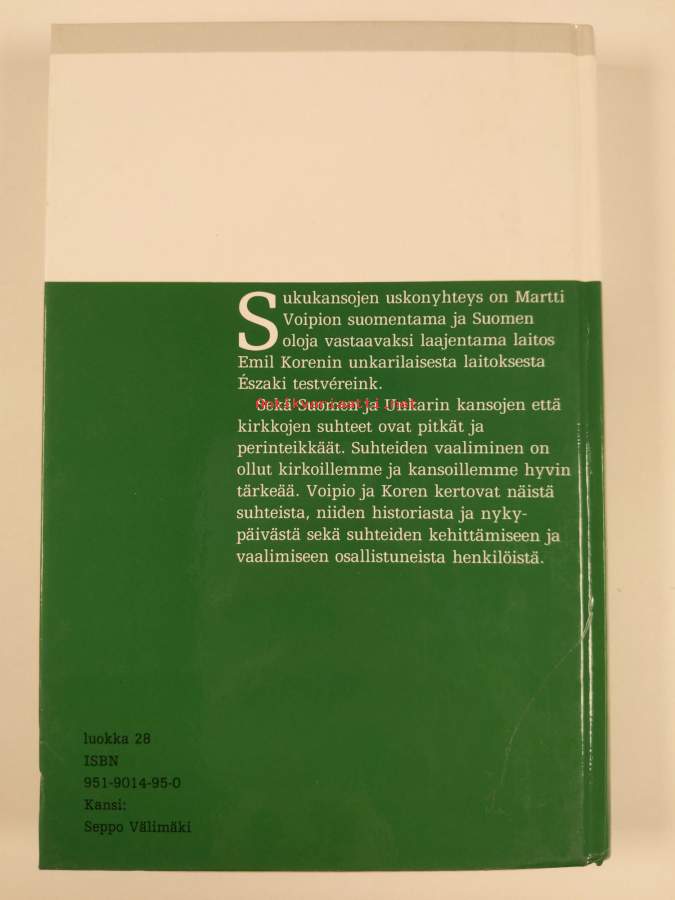 Sukukansojen uskonyhteys on Martti
Voipion suomentama ja Suomen
oloja vastaavaksi laajentama laitos
Emil Korenin unkarilaisesta laitoksesta
Északi testvéreink.
Sekä Suomen ja Unkarin kansojen että
kirkkojen suhteet ovat pitkät ja
perinteikkäät. Suhteiden vaaliminen on
ollut kirkoillemme ja kansoillemme hyvin
tärkeää. Voipio ja Koren kertovat näistä
suhteista, niiden historiasta ja nyky-
päivästä sekä suhteiden kehittämiseen ja
vaalimiseen osallistuneista henkilöistä.
luokka 28
ISBN
951-9014-95-0
Kansi:
Seppo Välimäki